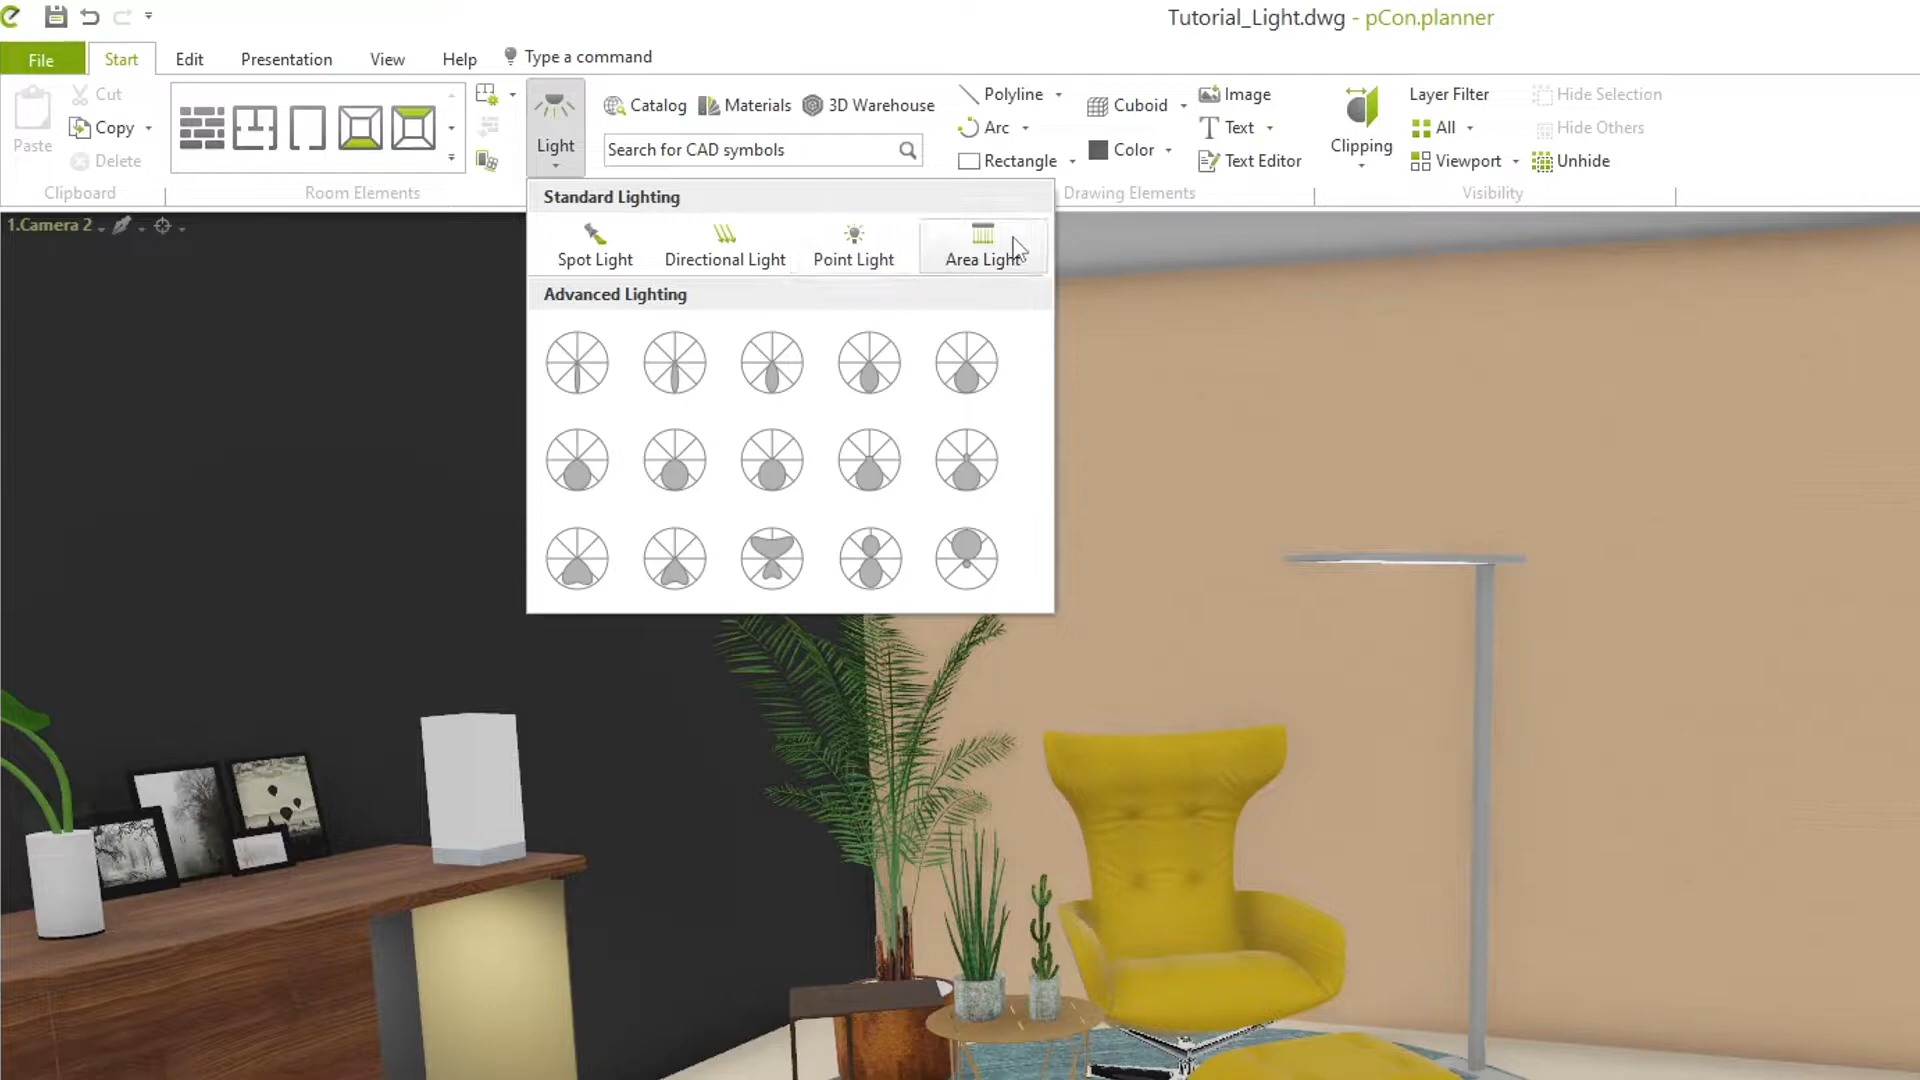 Tutorial_Light.dwg - pCon.planner
File Start Edit Presentation View Help Type a command
Paste
Cut
Copy
Delete
Clipboard
Room Elements
Light
Catalog Materials 3D Warehouse
Search for CAD symbols
Polyline
Arc
Rectangle
Cuboid
Color
Image
Text
Text Editor
Drawing Elements
Clipping
Layer Filter
All
Viewport
Hide Selection
Hide Others
Unhide
Visibility
1.Camera 2
Standard Lighting
Spot Light Directional Light Point Light Area Light
Advanced Lighting